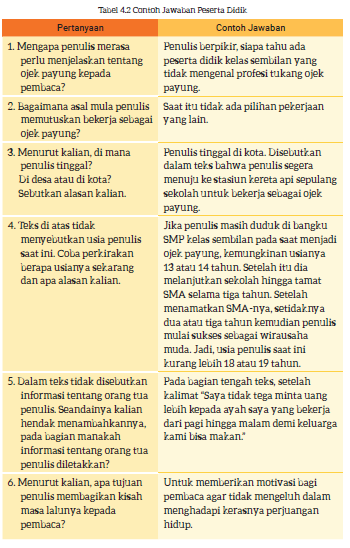 Tabel 4.2 Contoh Jawaban Peserta Didik
Pertanyaan
Contoh Jawaban
1. Mengapa penulis merasa
perlu menjelaskan tentang
ojek payung kepada
pembaca?
Penulis berpikir, siapa tahu ada
peserta didik kelas sembilan yang
tidak mengenal profesi tukang ojek
payung.
2. Bagaimana asal mula penulis
memutuskan bekerja sebagai
ojek payung?
Saat itu tidak ada pilihan pekerjaan
yang lain.
3. Menurut kalian, di mana
penulis tinggal?
Di desa atau di kota?
Sebutkan alasan kalian.
Penulis tinggal di kota. Disebutkan
dalam teks bahwa penulis segera
menuju ke stasiun kereta api sepulang
sekolah untuk bekerja sebagai ojek
payung.
4. Teks di atas tidak
menyebutkan usia penulis
saat ini. Coba perkirakan
berapa usianya sekarang
dan apa alasan kalian.
Jika penulis masih duduk di bangku
SMP kelas sembilan pada saat menjadi
ojek payung, kemungkinan usianya
13 atau 14 tahun. Setelah itu dia
melanjutkan sekolah hingga tamat
SMA selama tiga tahun. Setelah
menamatkan SMA-nya, setidaknya
dua atau tiga tahun kemudian penulis
mulai sukses sebagai wirausaha
muda. Jadi, usia penulis saat ini
kurang lebih 18 atau 19 tahun.
5. Dalam teks tidak disebutkan
informasi tentang orang tua
penulis. Seandainya kalian
hendak menambahkannya,
pada bagian manakah
informasi tentang orang tua
penulis diletakkan?
Pada bagian tengah teks, setelah
kalimat “Saya tidak tega minta uang
lebih kepada ayah saya yang bekerja
dari pagi hingga malam demi keluarga
kami bisa makan.”
6. Menurut kalian, apa tujuan
penulis membagikan kisah
masa lalunya kepada
pembaca?
Untuk memberikan motivasi bagi
pembaca agar tidak mengeluh dalam
menghadapi kerasnya perjuangan
hidup.